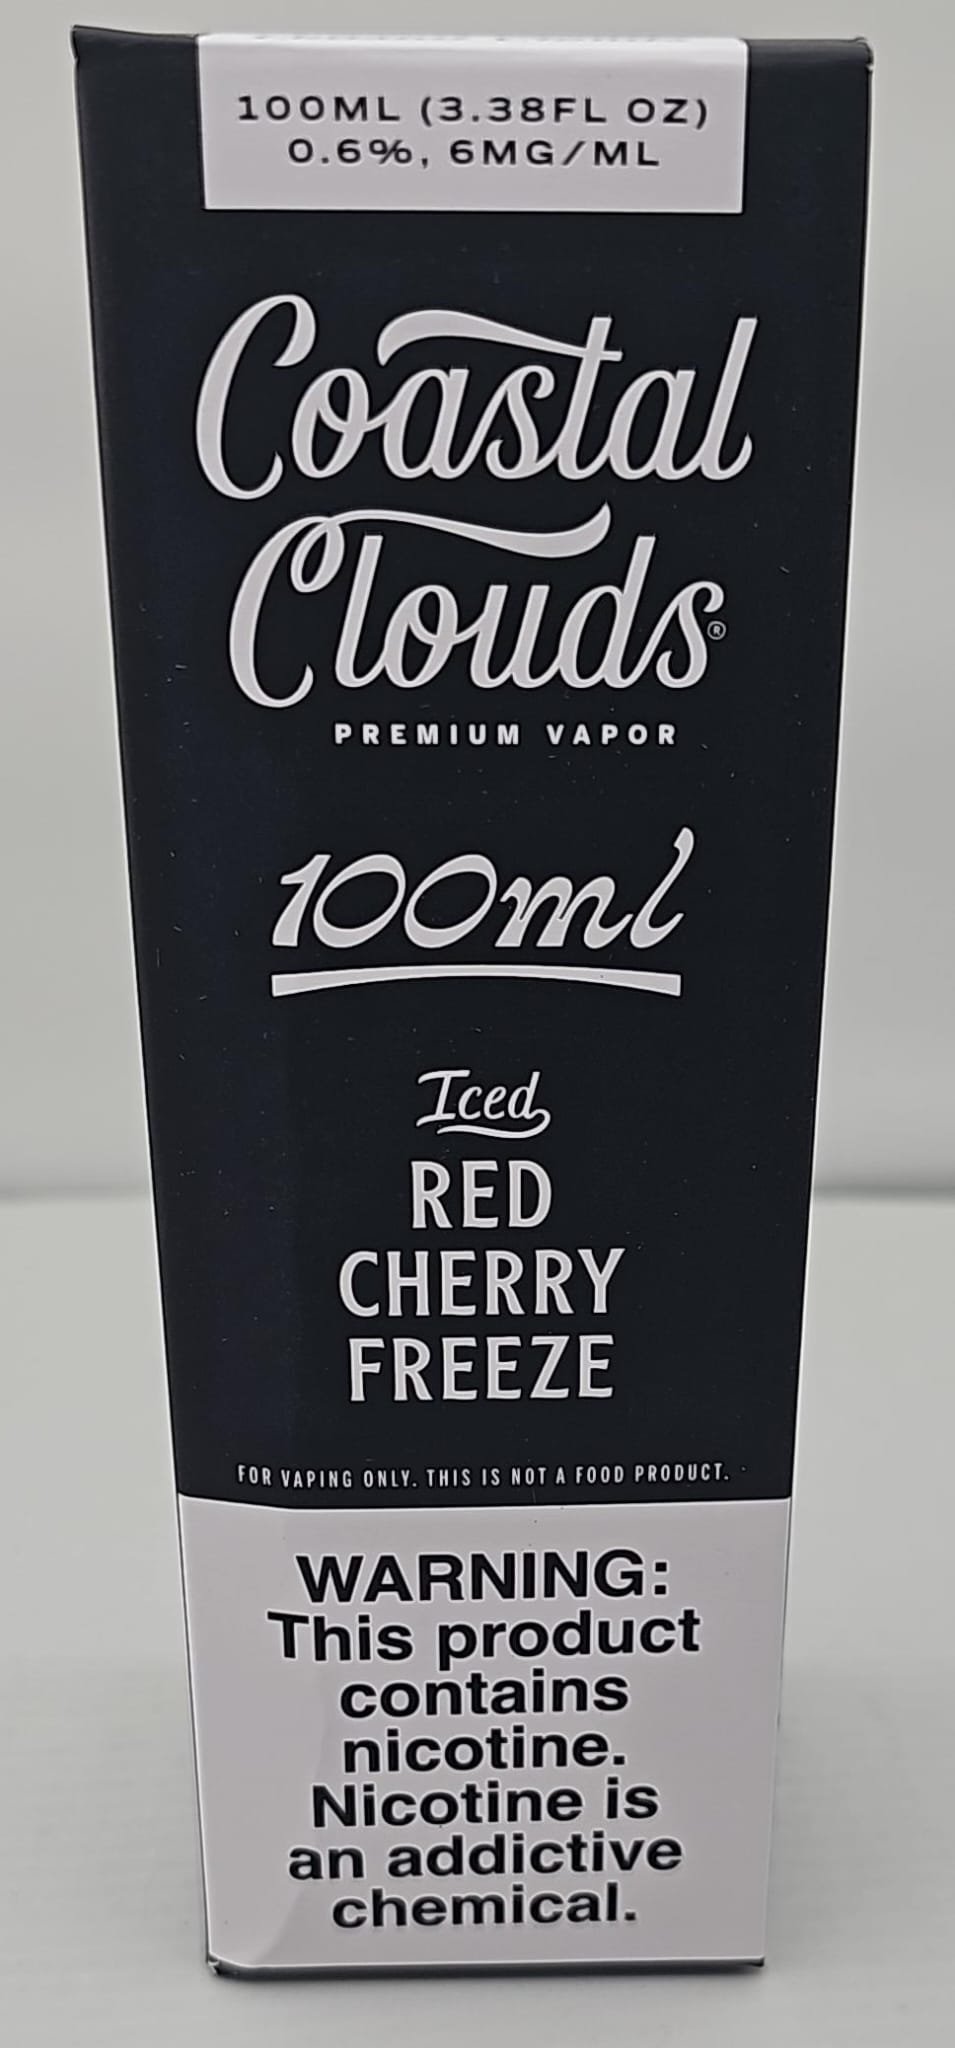 100ML (3.38FL OZ)
0.6%, 6MG/ML
Coastal
Clouds®
PREMIUM VAPOR
100ml
Iced
RED
CHERRY
FREEZE
FOR VAPING ONLY. THIS IS NOT A FOOD PRODUCT.
WARNING:
This product
contains
nicotine.
Nicotine is
an addictive
chemical.